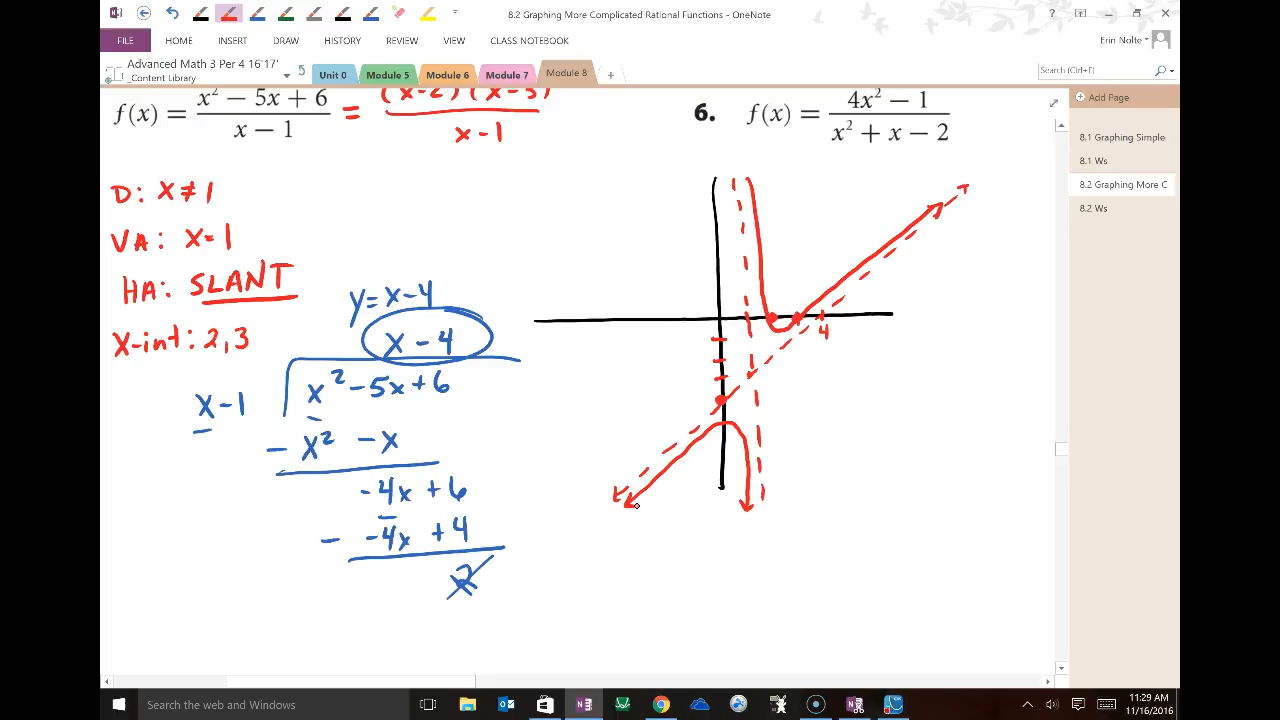 8.2 Graphing More Complicated Rational Functions - OneNote
FILE HOME INSERT DRAW HISTORY REVIEW VIEW CLASS NOTEBOOK
Erin Nolte
Advanced Math 3 Per 4 16'17'
_Content Library
Unit 0 Module 5 Module 6 Module 7 Module 8 +
Search (Ctrl+E)
Add Page
8.1 Graphing Simple
8.1 Ws
8.2 Graphing More C
8.2 Ws
f(x) = x² − 5x + 6 / x − 1 = (x-2)(x-3) / x-1
6. f(x) = 4x² − 1 / x² + x − 2
D: x ≠ 1
VA: x=1
HA: SLANT
X-int: 2,3
y=x-4
x - 4
x-1
x² -5x +6
- x² -x
-4x +6
- -4x +4
2
4
Search the web and Windows
11:29 AM
11/16/2016